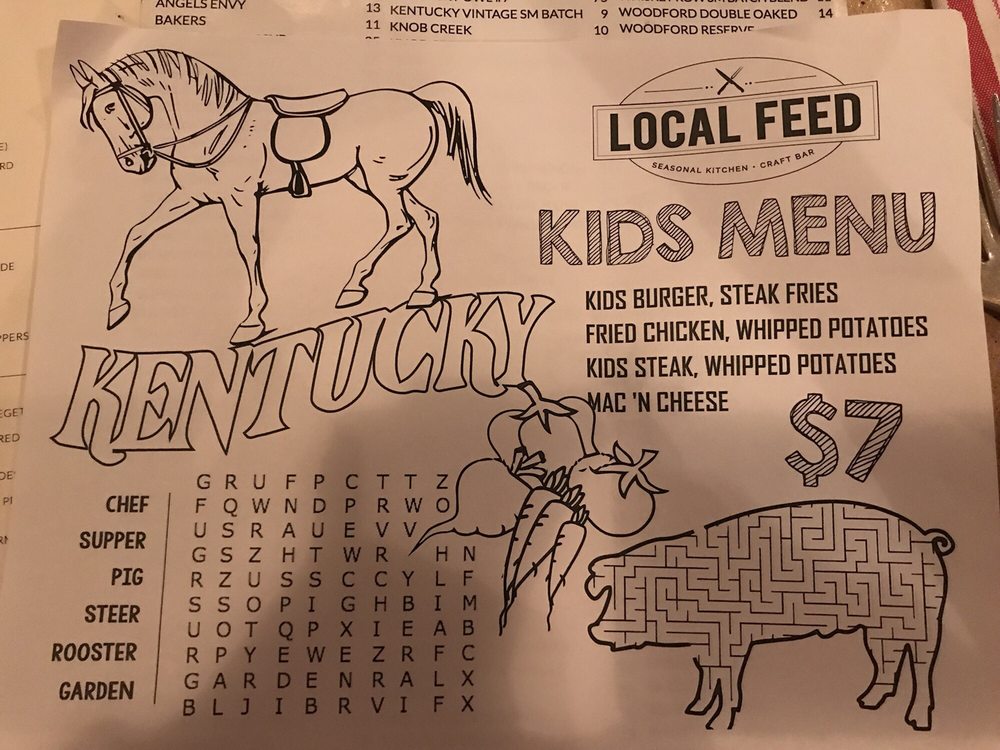 ANGELS ENVY
BAKERS
13 KENTUCKY VINTAGE SM BATCH
11 KNOB CREEK
9 WOODFORD DOUBLE OAKED 14
10 WOODFORD RESERVE
LOCAL FEED
SEASONAL KITCHEN • CRAFT BAR
KIDS MENU
KIDS BURGER, STEAK FRIES
FRIED CHICKEN, WHIPPED POTATOES
KIDS STEAK, WHIPPED POTATOES
MAC 'N CHEESE
$7
KENTUCKY
CHEF
SUPPER
PIG
STEER
ROOSTER
GARDEN
G R U F P C T T Z
F Q W N D P R W O
U S R A U E V V
G S Z H T W R H N
R Z U S S C C Y L F
S S O P I G H B I M
U O T Q P X I E A B
R P Y E W E Z R F C
G A R D E N R A L X
B L J I B R V I F X